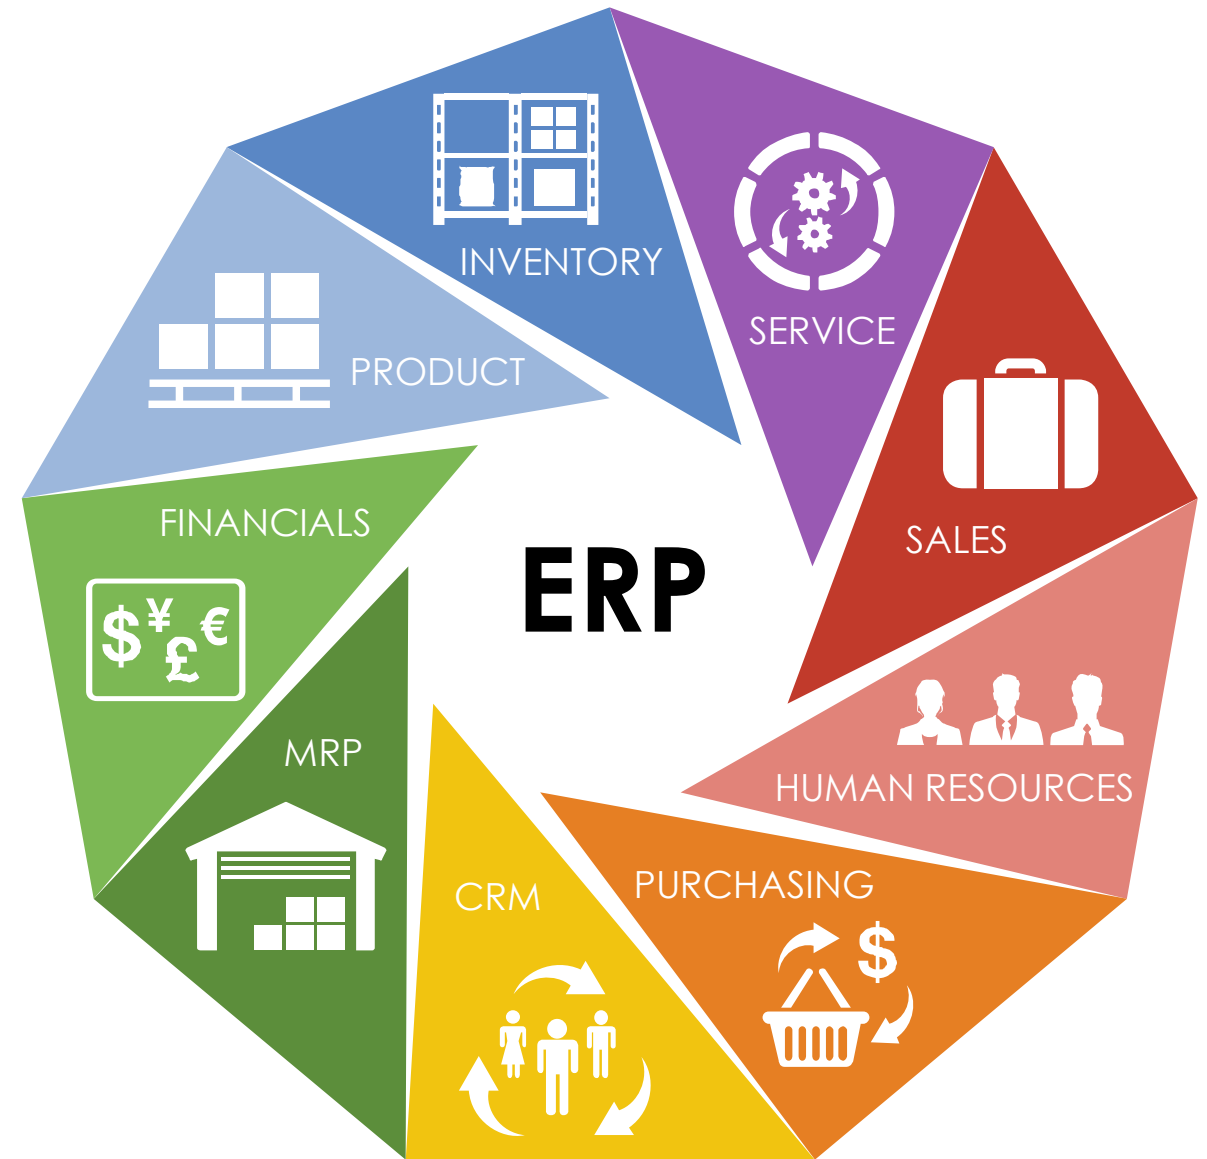 INVENTORY
SERVICE
PRODUCT
FINANCIALS
SALES
ERP
$ ¥ £ €
MRP
HUMAN RESOURCES
CRM
PURCHASING
$